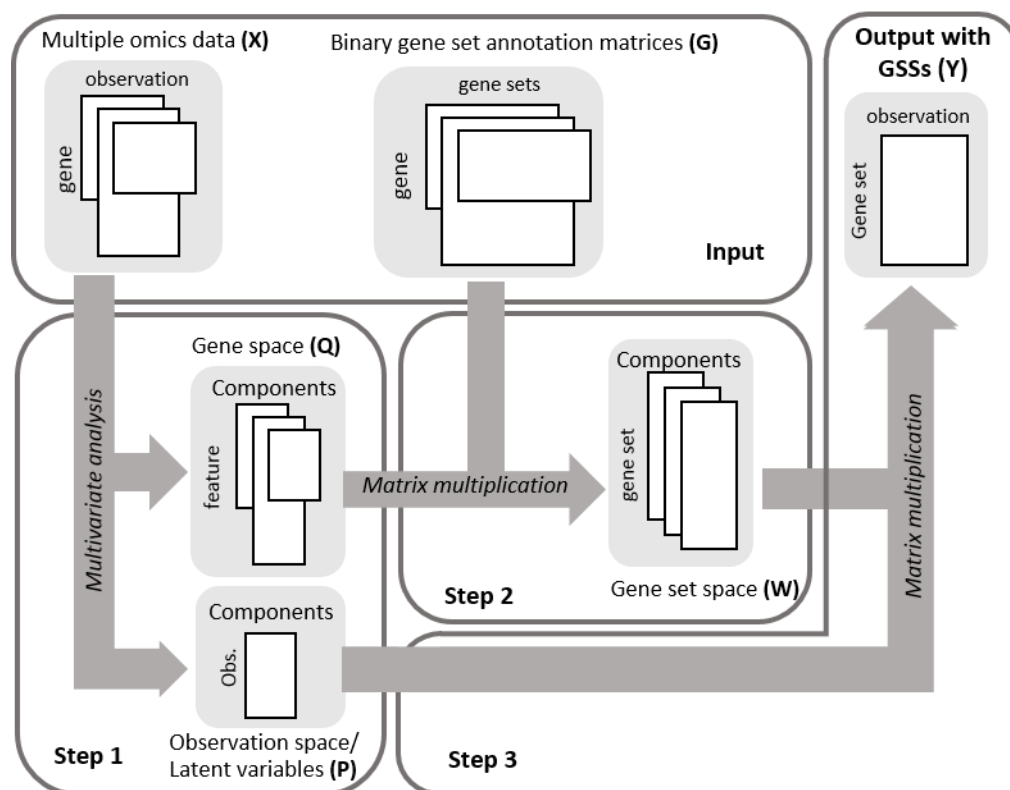 Multiple omics data (X)
observation
gene
Binary gene set annotation matrices (G)
gene sets
gene
Input
Output with
GSSs (Y)
observation
Gene set
Multivariate analysis
Gene space (Q)
Components
feature
Matrix multiplication
Components
gene set
Gene set space (W)
Step 2
Matrix multiplication
Components
Obs.
Observation space/
Latent variables (P)
Step 1
Step 3